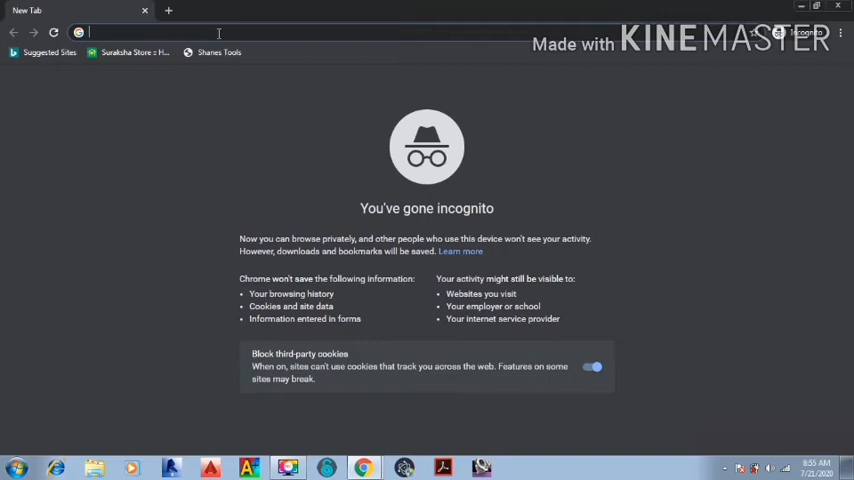 New Tab
Made with KINEMASTER
Incognito
Suggested Sites
Suraksha Store :: H...
Shanes Tools
You've gone incognito
Now you can browse privately, and other people who use this device won't see your activity.
However, downloads and bookmarks will be saved. Learn more
Chrome won't save the following information:
• Your browsing history
• Cookies and site data
• Information entered in forms
Your activity might still be visible to:
• Websites you visit
• Your employer or school
• Your internet service provider
Block third-party cookies
When on, sites can't use cookies that track you across the web. Features on some
sites may break.
8:55 AM
7/21/2020